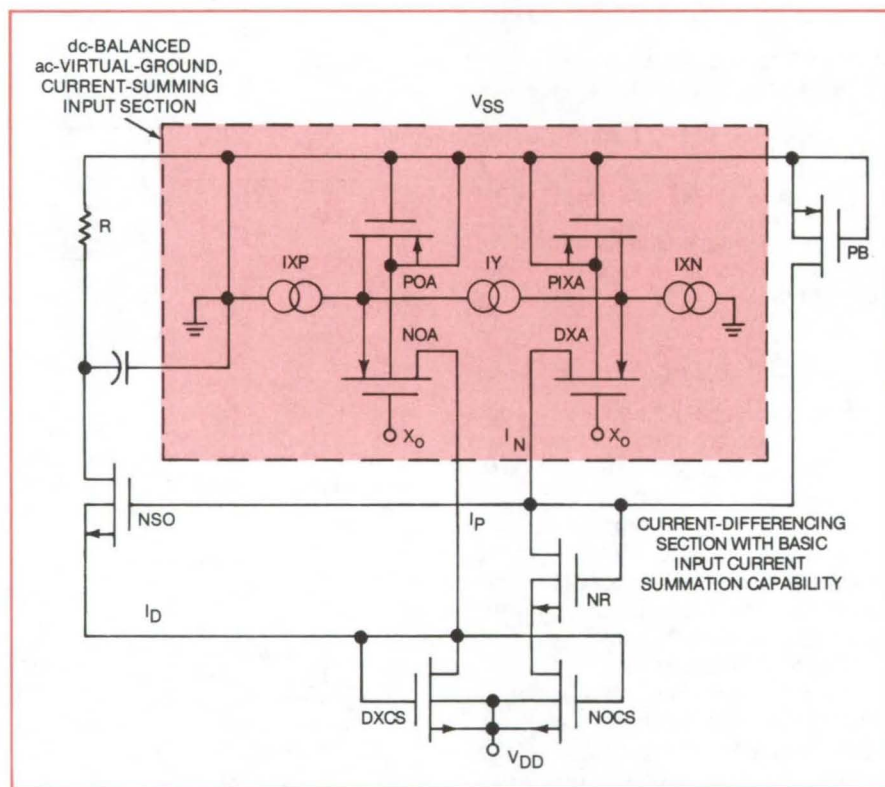 dc-BALANCED
ac-VIRTUAL-GROUND,
CURRENT-SUMMING
INPUT SECTION
VSS
R
PB
IXP
IY
IXN
POA
PIXA
NOA
DXA
XO
IN
XO
NSO
IP
CURRENT-DIFFERENCING
SECTION WITH BASIC
INPUT CURRENT
SUMMATION CAPABILITY
NR
ID
DXCS
NOCS
VDD